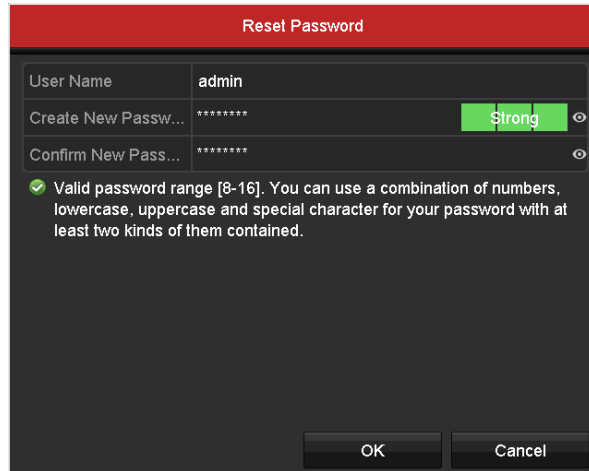 Reset Password
User Name admin
Create New Passw... ******** Strong
Confirm New Pass... ********
Valid password range [8-16]. You can use a combination of numbers,
lowercase, uppercase and special character for your password with at
least two kinds of them contained.
OK Cancel